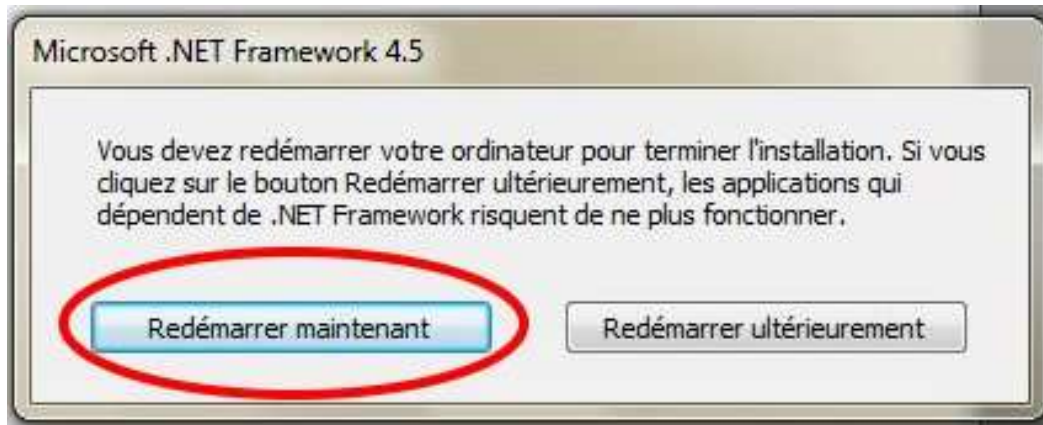 Microsoft .NET Framework 4.5
Vous devez redémarrer votre ordinateur pour terminer l'installation. Si vous
cliquez sur le bouton Redémarrer ultérieurement, les applications qui
dépendent de .NET Framework risquent de ne plus fonctionner.
Redémarrer maintenant
Redémarrer ultérieurement